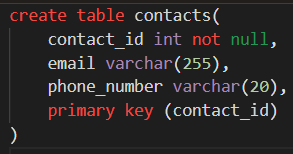 create table contacts(
    contact_id int not null,
    email varchar(255),
    phone_number varchar(20),
    primary key (contact_id)
)